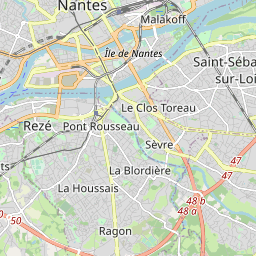 Nantes
Malakoff
Île de Nantes
Saint-Séba
sur-Loi
Le Clos Toreau
Rezé
Pont Rousseau
Sèvre
47
ts
La Blordière
47
La Houssais
48 b
50
48 a
Ragon